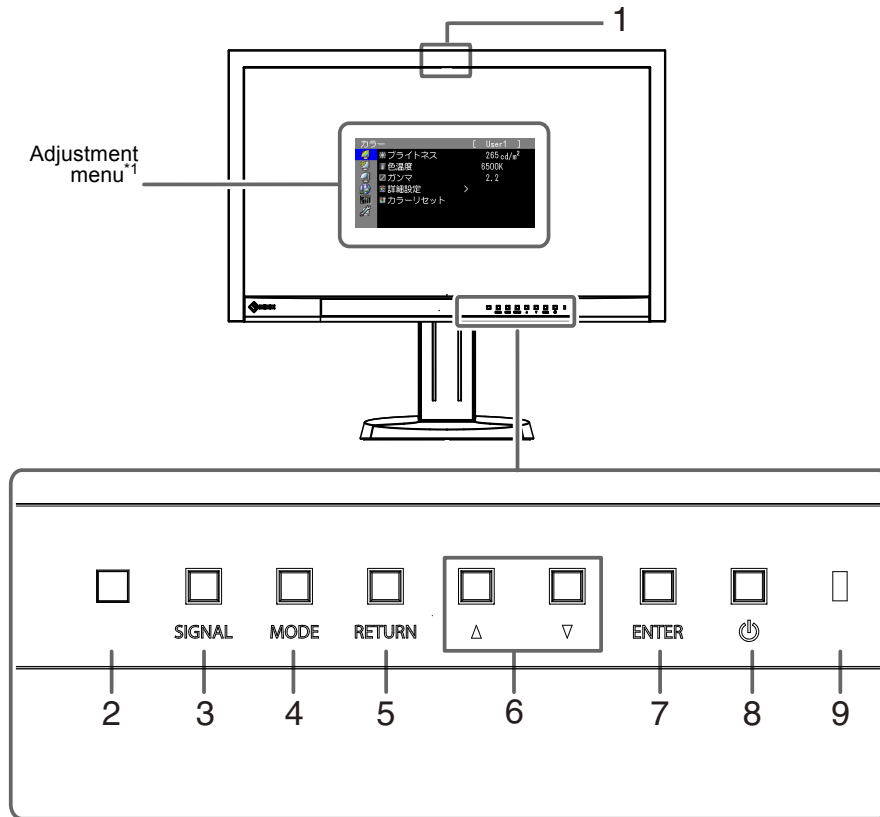 1
Adjustment
menu*1
カラー [ User1 ]
ブライトネス 265 cd/m²
色温度 6500K
ガンマ 2.2
詳細設定 >
カラーリセット
EIZO
SIGNAL MODE RETURN △ ▽ ENTER
2 3 4 5 6 7 8 9